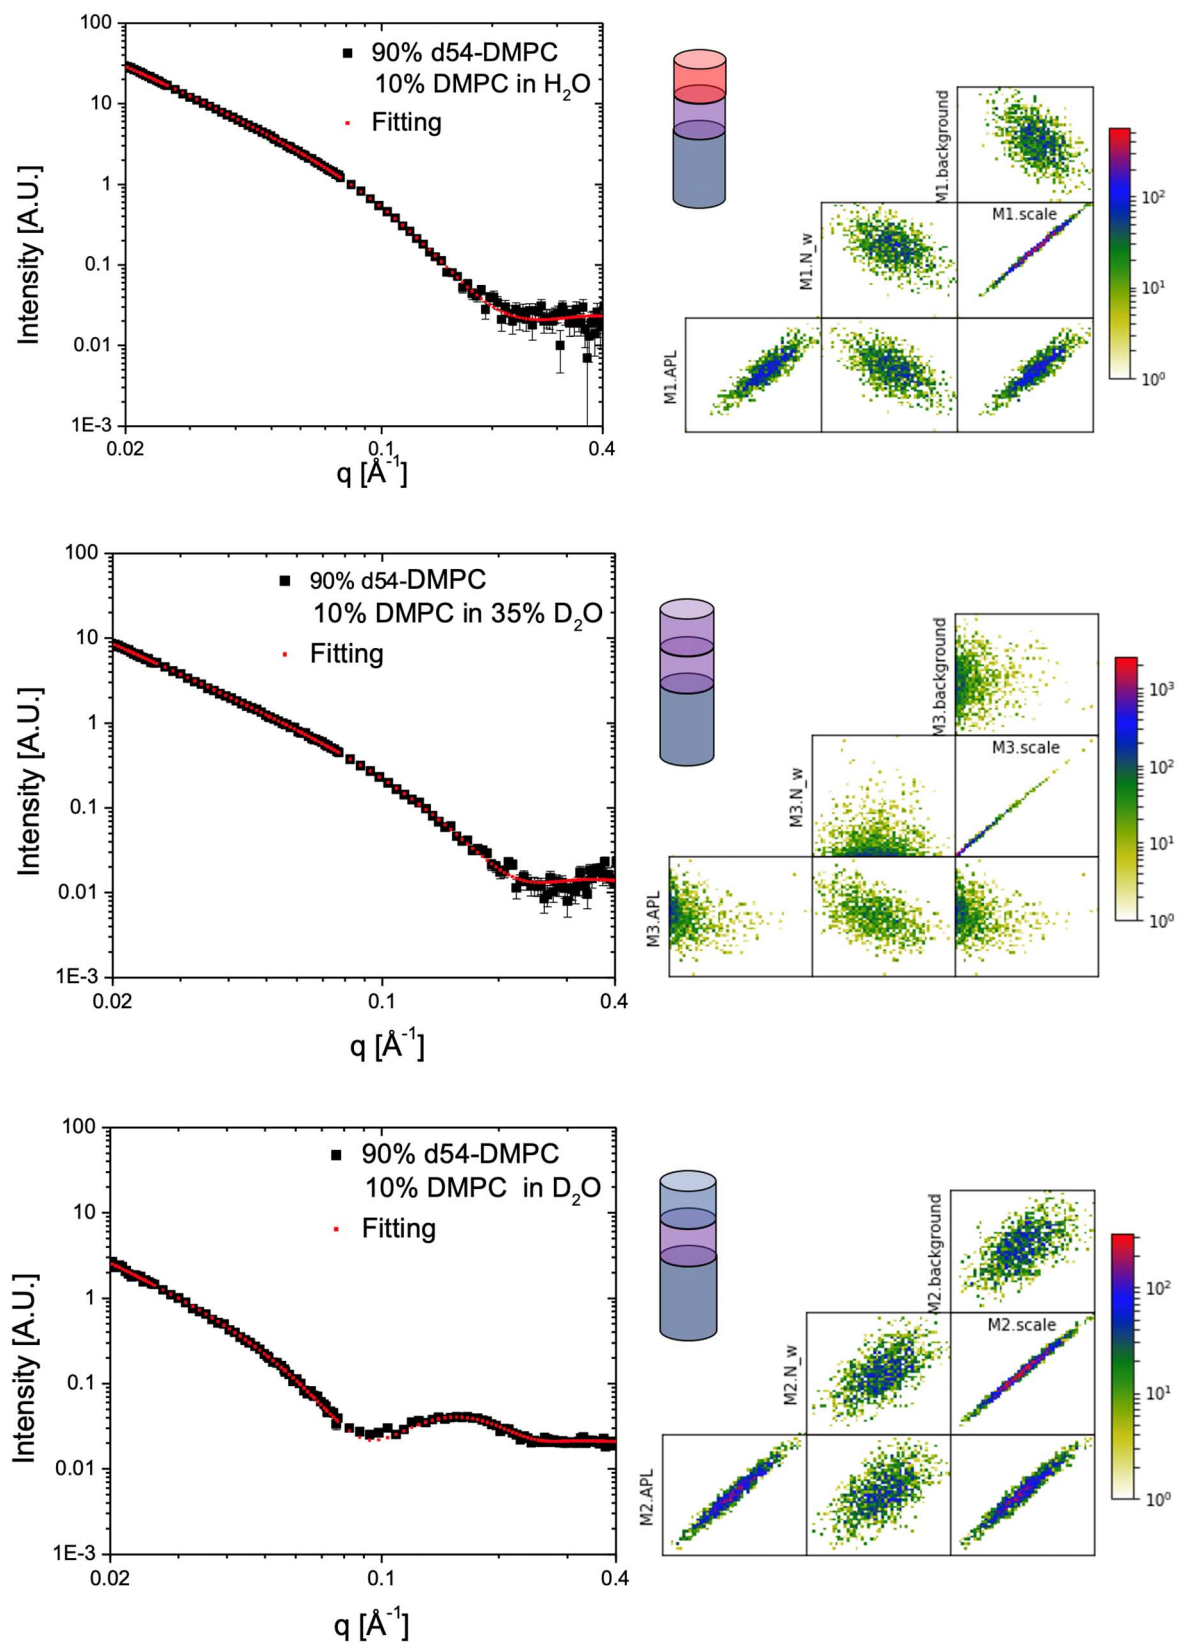 100
10
1
0.1
0.01
1E-3
0.02
0.1
0.4
Intensity [A.U.]
q [Å⁻¹]
90% d54-DMPC
10% DMPC in H₂O
Fitting
M1.background
M1.scale
M1.N_w
M1.APL
10²
10¹
10⁰
100
10
1
0.1
0.01
1E-3
0.02
0.1
0.4
Intensity [A.U.]
q [Å⁻¹]
90% d54-DMPC
10% DMPC in 35% D₂O
Fitting
M3.background
M3.scale
M3.N_w
M3.APL
10³
10²
10¹
10⁰
100
10
1
0.1
0.01
1E-3
0.02
0.1
0.4
Intensity [A.U.]
q [Å⁻¹]
90% d54-DMPC
10% DMPC in D₂O
Fitting
M2.background
M2.scale
M2.N_w
M2.APL
10²
10¹
10⁰